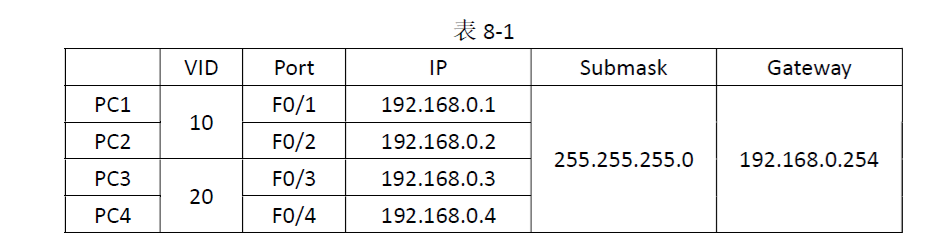 表 8-1
VID Port IP Submask Gateway
PC1 10 F0/1 192.168.0.1 255.255.255.0 192.168.0.254
PC2 F0/2 192.168.0.2
PC3 20 F0/3 192.168.0.3
PC4 F0/4 192.168.0.4